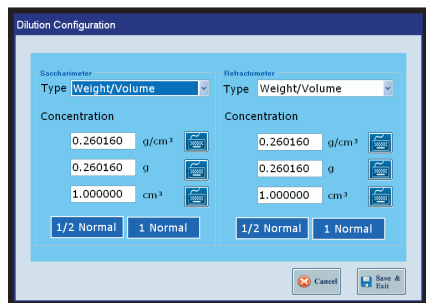 Dilution Configuration
Saccharimeter
Type Weight/Volume
Concentration
0.260160 g/cm³
0.260160 g
1.000000 cm³
1/2 Normal 1 Normal
Refractometer
Type Weight/Volume
Concentration
0.260160 g/cm³
0.260160 g
1.000000 cm³
1/2 Normal 1 Normal
Cancel
Save &
Exit